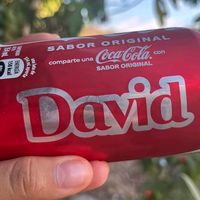 SABOR ORIGINAL
comparte una Coca-Cola. con
SABOR ORIGINAL
David